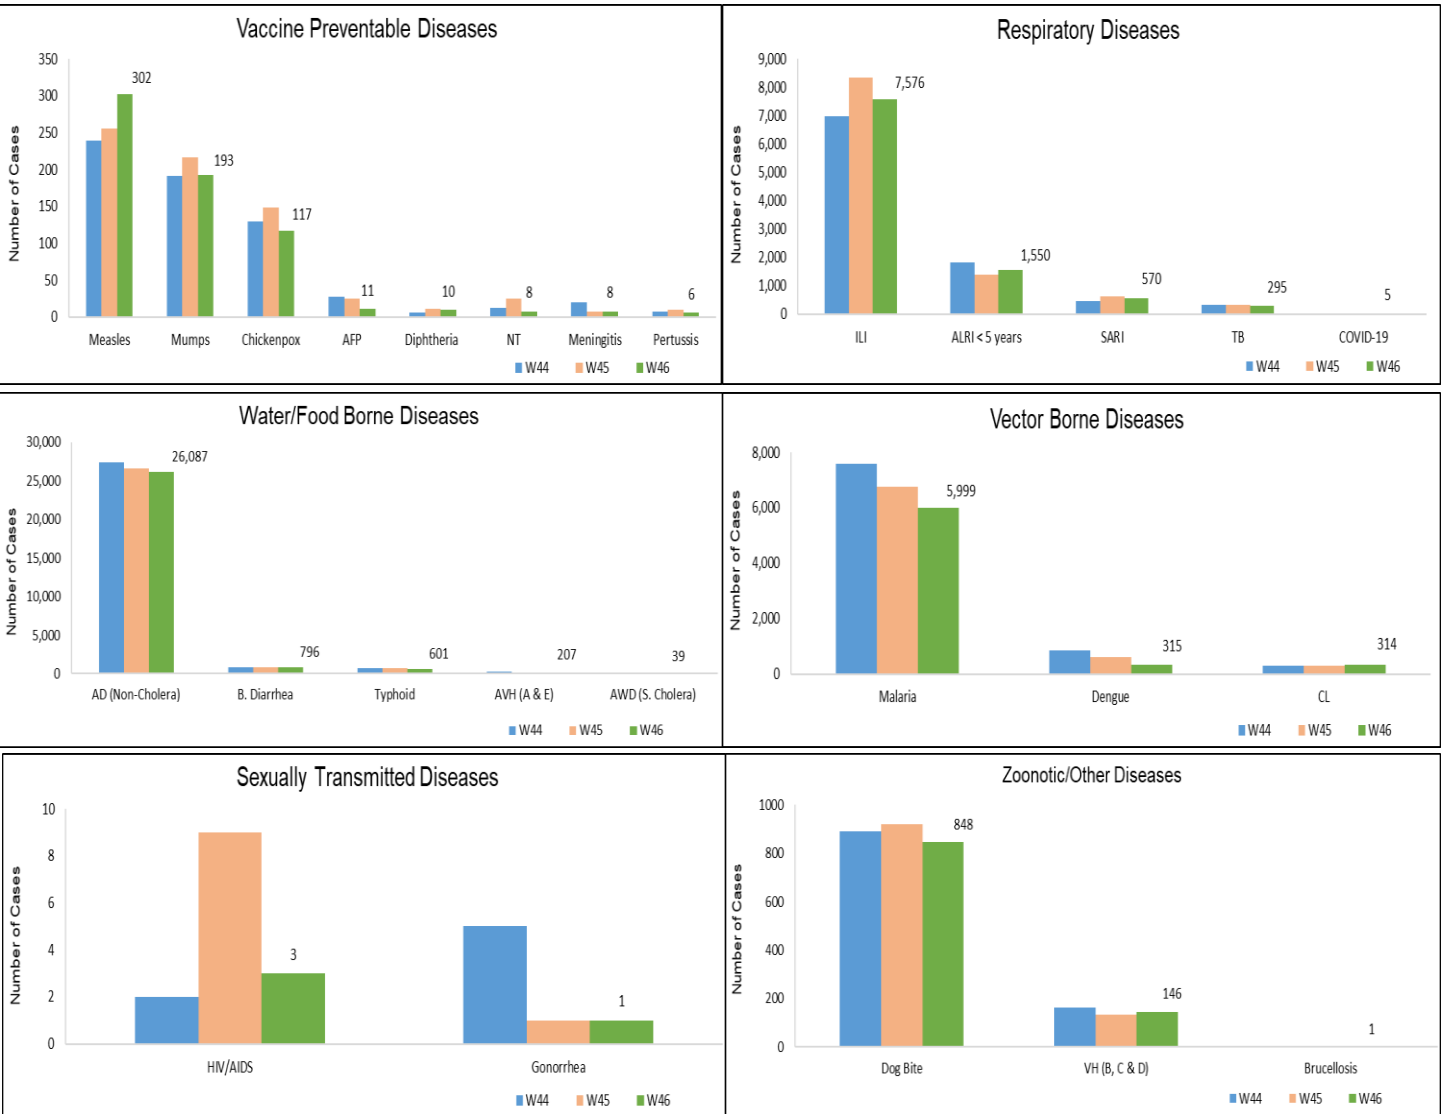 Vaccine Preventable Diseases
Number of Cases
350
300
250
200
150
100
50
0
302
193
117
11
10
8
8
6
Measles Mumps Chickenpox AFP Diphtheria NT Meningitis Pertussis
W44 W45 W46
Respiratory Diseases
Number of Cases
9,000
8,000
7,000
6,000
5,000
4,000
3,000
2,000
1,000
0
7,576
1,550
570
295
5
ILI ALRI < 5 years SARI TB COVID-19
W44 W45 W46
Water/Food Borne Diseases
Number of Cases
30,000
25,000
20,000
15,000
10,000
5,000
0
26,087
796
601
207
39
AD (Non-Cholera) B. Diarrhea Typhoid AVH (A & E) AWD (S. Cholera)
W44 W45 W46
Vector Borne Diseases
Number of Cases
8,000
6,000
4,000
2,000
0
5,999
315
314
Malaria Dengue CL
W44 W45 W46
Sexually Transmitted Diseases
Number of Cases
10
8
6
4
2
0
3
1
HIV/AIDS Gonorrhea
W44 W45 W46
Zoonotic/Other Diseases
Number of Cases
1000
800
600
400
200
0
848
146
1
Dog Bite VH (B, C & D) Brucellosis
W44 W45 W46